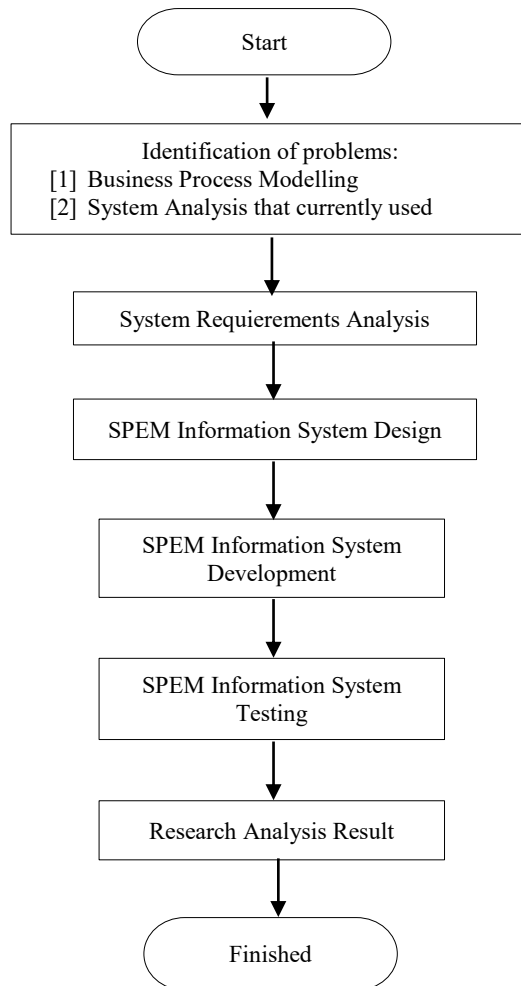 Start
Identification of problems:
[1] Business Process Modelling
[2] System Analysis that currently used
System Requierements Analysis
SPEM Information System Design
SPEM Information System
Development
SPEM Information System
Testing
Research Analysis Result
Finished